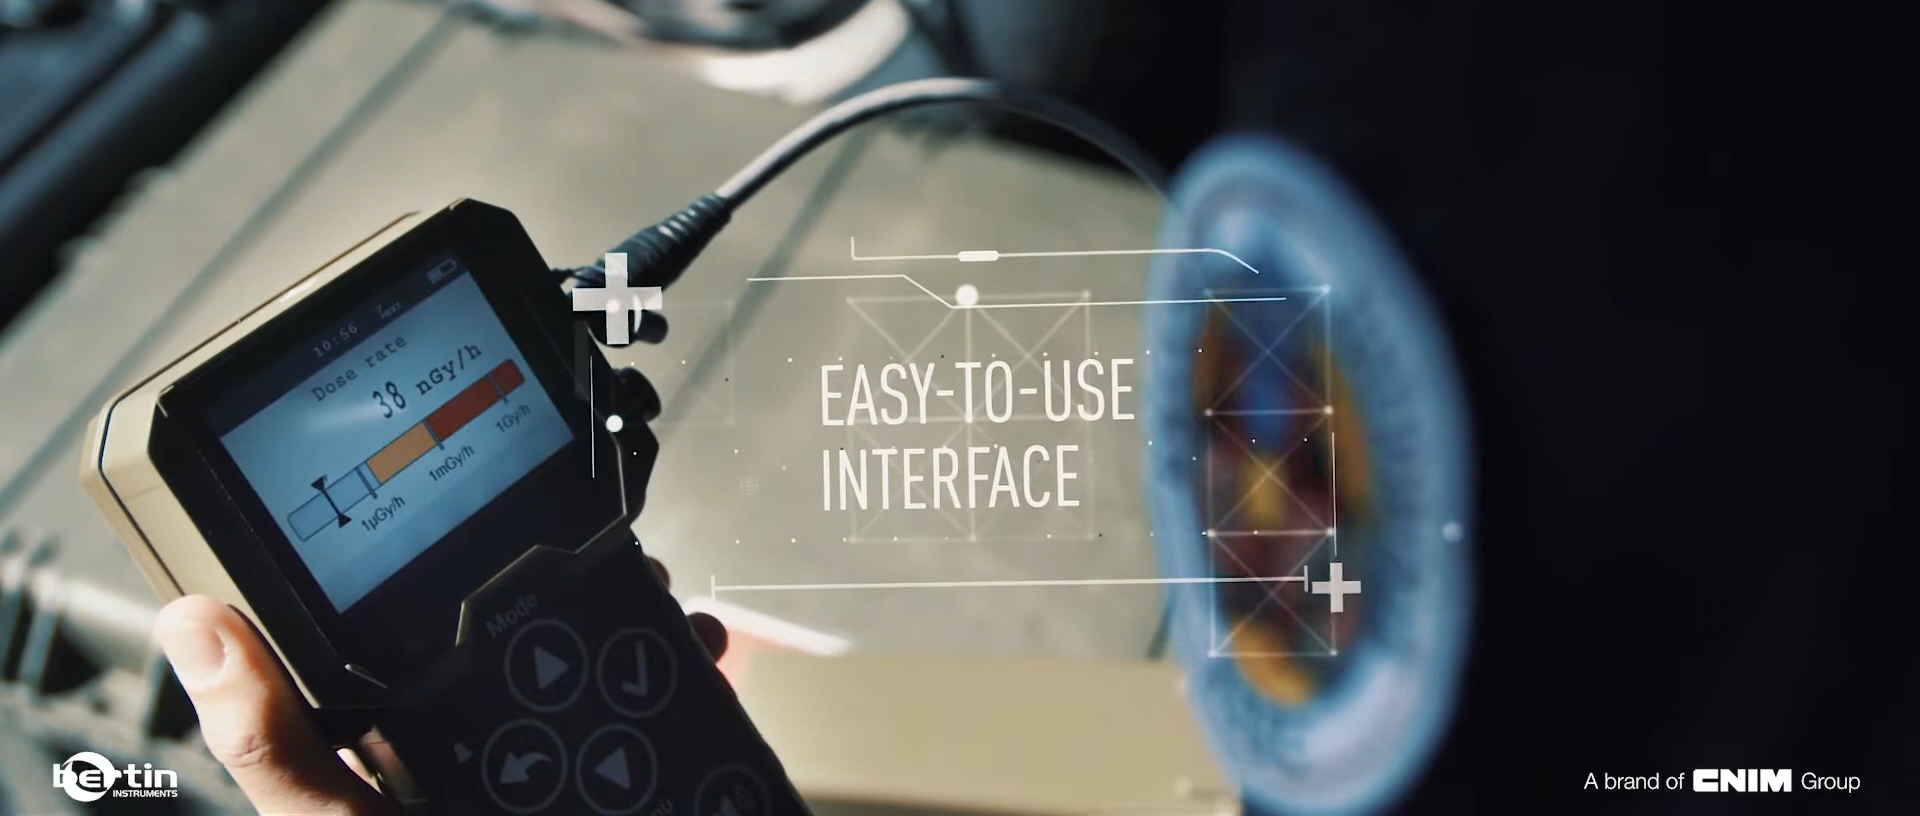 10:56
Dose rate
38 nGy/h
1µGy/h
1mGy/h
1Gy/h
Mode
EASY-TO-USE
INTERFACE
bertin
INSTRUMENTS
A brand of CNIM Group